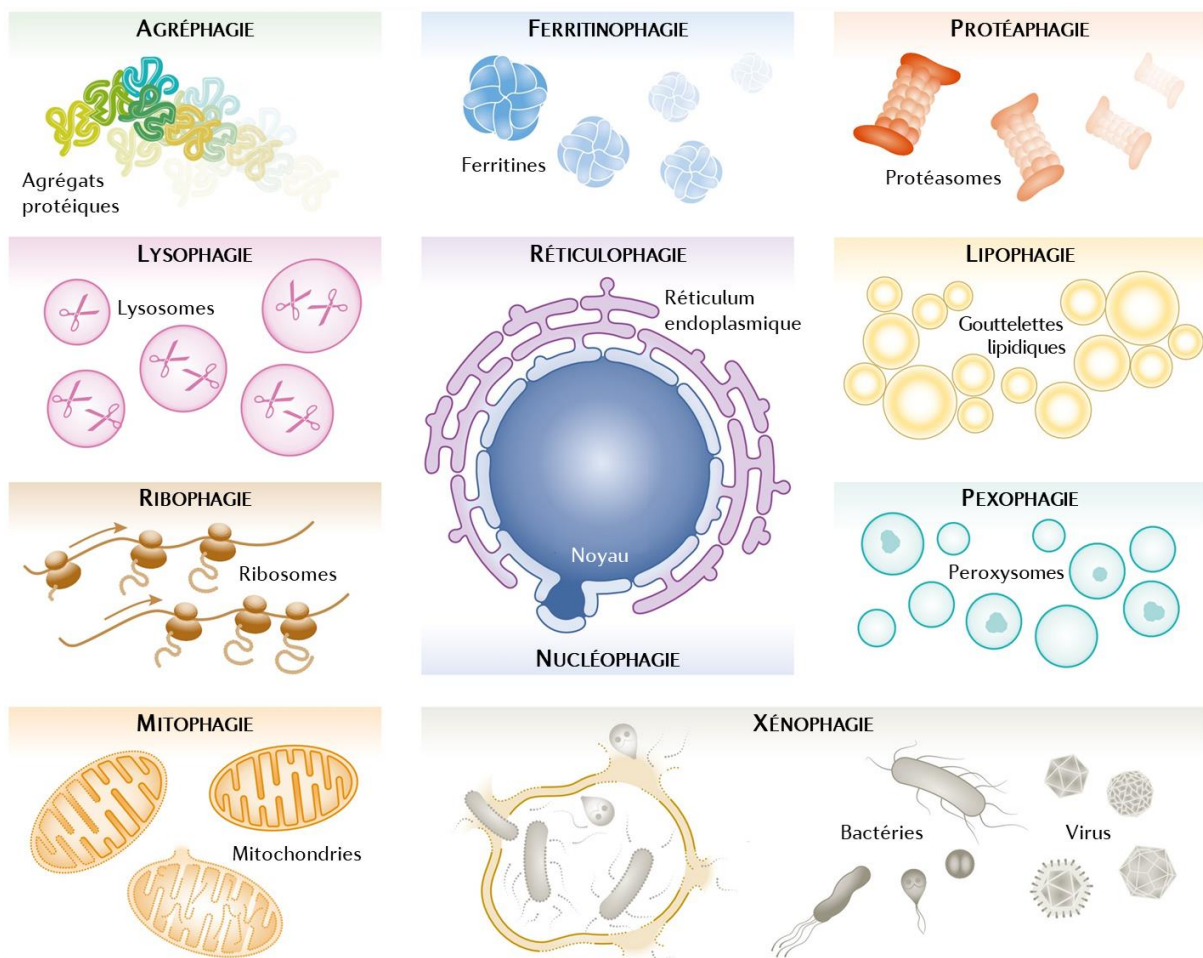 AGRÉPHAGIE
Agrégats
protéiques
FERRITINOPHAGIE
Ferritines
PROTÉAPHAGIE
Protéasomes
LYSOPHAGIE
Lysosomes
RÉTICULOPHAGIE
Réticulum
endoplasmique
LIPOPHAGIE
Gouttelettes
lipidiques
RIBOPHAGIE
Ribosomes
Noyau
NUCLÉOPHAGIE
PEXOPHAGIE
Peroxysomes
MITOPHAGIE
Mitochondries
XÉNOPHAGIE
Bactéries
Virus